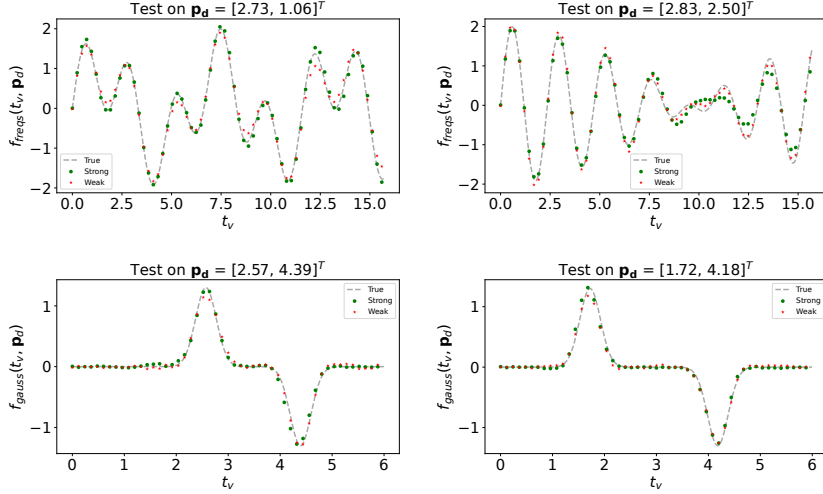 Test on p_d = [2.73, 1.06]^T
f_freqs(t_v, p_d)
2
1
0
−1
−2
True
Strong
Weak
0.0 2.5 5.0 7.5 10.0 12.5 15.0
t_v
Test on p_d = [2.83, 2.50]^T
f_freqs(t_v, p_d)
2
1
0
−1
−2
True
Strong
Weak
0.0 2.5 5.0 7.5 10.0 12.5 15.0
t_v
Test on p_d = [2.57, 4.39]^T
f_gauss(t_v, p_d)
1
0
−1
True
Strong
Weak
0 1 2 3 4 5 6
t_v
Test on p_d = [1.72, 4.18]^T
f_gauss(t_v, p_d)
1
0
−1
True
Strong
Weak
0 1 2 3 4 5 6
t_v